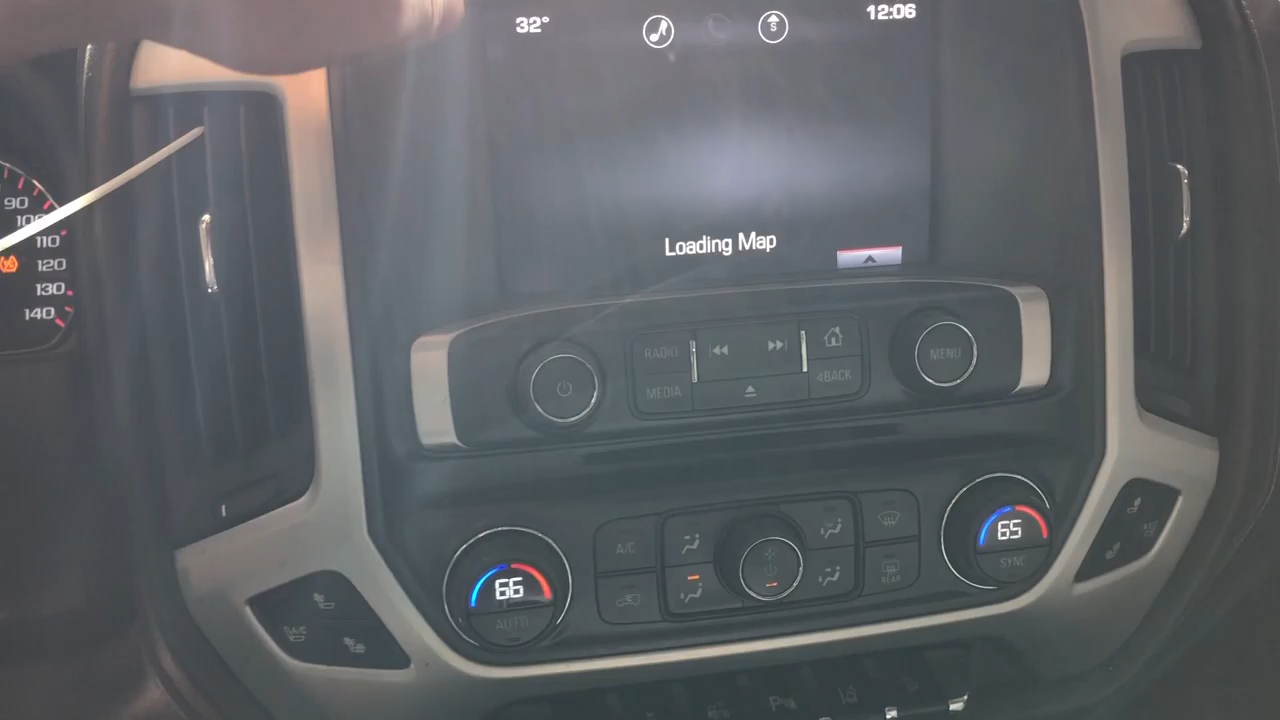 32°
S
12:06
90
100
110
120
130
140
Loading Map
RADIO
MEDIA
BACK
MENU
A/C
REAR
66
AUTO
65
SYNC